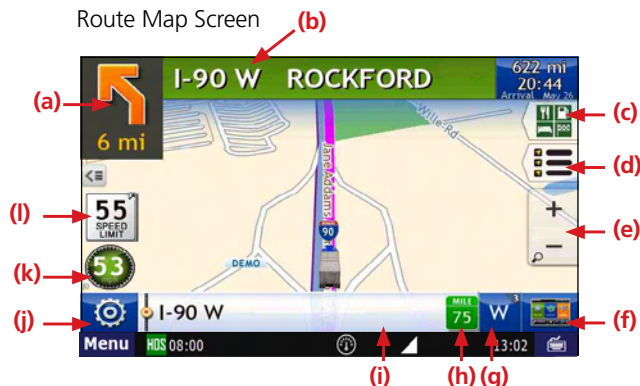 Route Map Screen
(b)
I-90 W ROCKFORD
622 mi
20:44
Arrival May 26
(a)
6 mi
(c)
Wille-Rd
(d)
Jane Addams
(l)
55
SPEED
LIMIT
+
(e)
−
90
(k)
53
DEMO
(j)
I-90 W
MILE
75
W
3
(f)
Menu
HOS 08:00
13:02
(i)
(h)
(g)